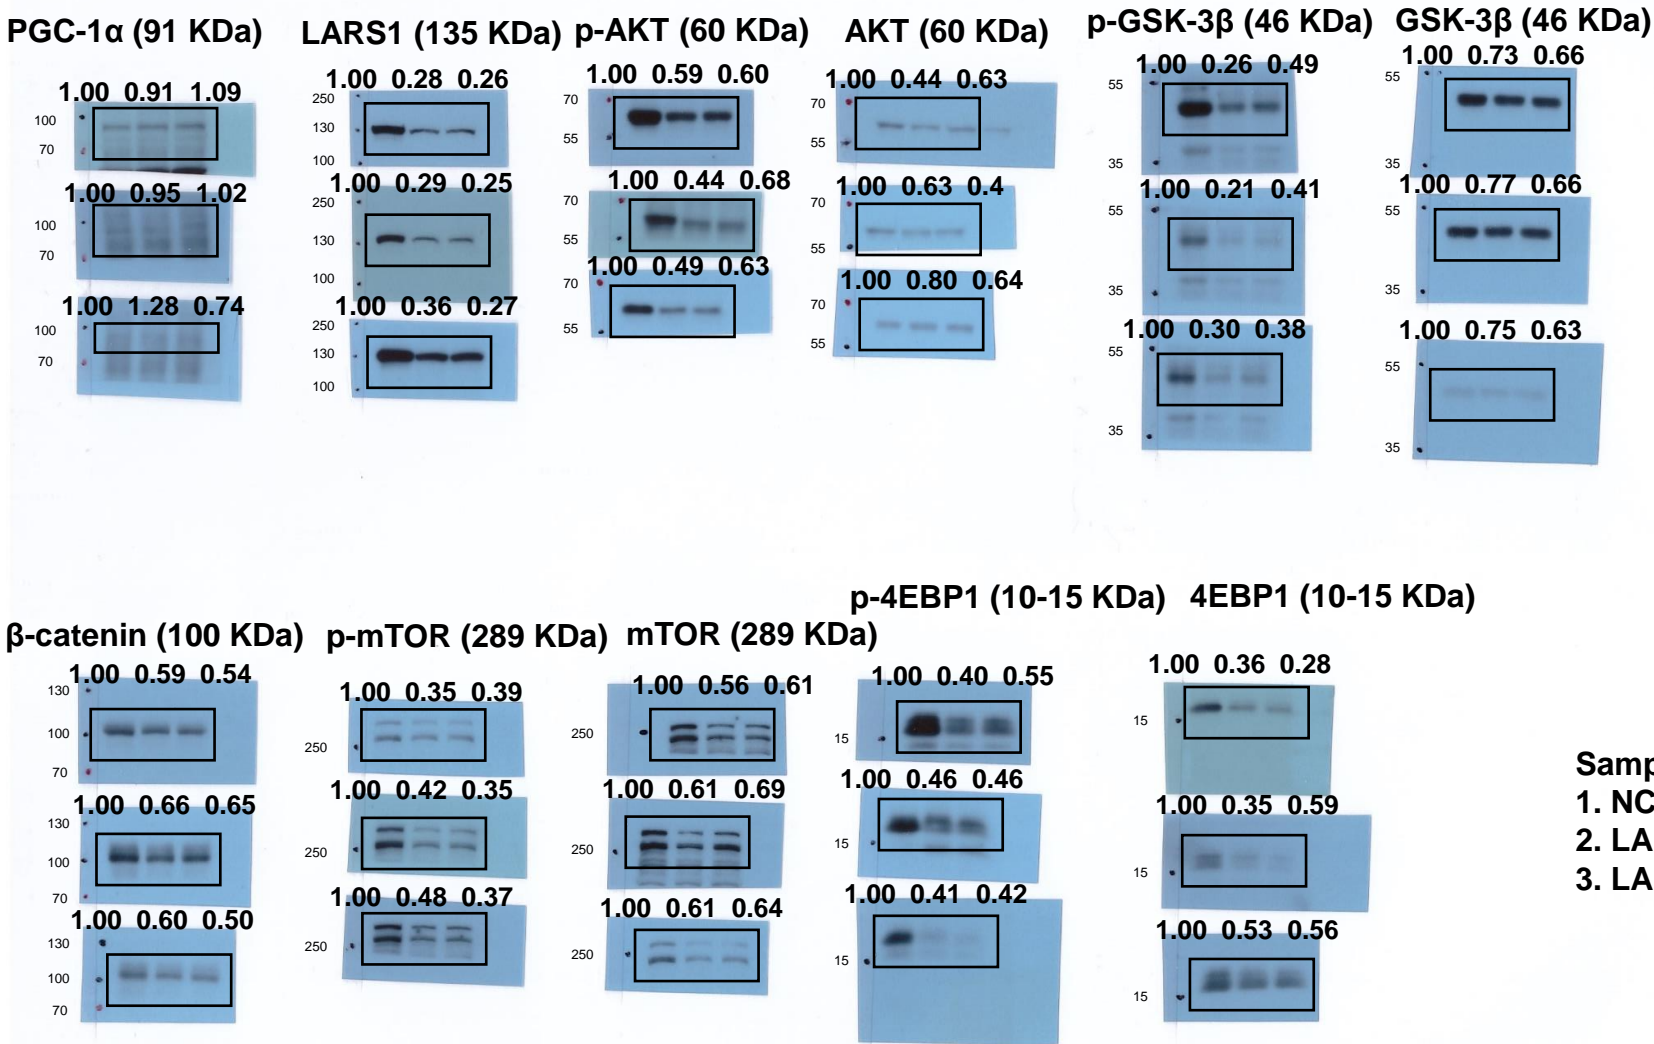 PGC-1α (91 KDa)
1.00 0.91 1.09
100
70
1.00 0.95 1.02
100
70
1.00 1.28 0.74
100
70
LARS1 (135 KDa)
1.00 0.28 0.26
250
130
100
1.00 0.29 0.25
250
130
100
1.00 0.36 0.27
250
130
100
p-AKT (60 KDa)
1.00 0.59 0.60
70
55
1.00 0.44 0.68
70
55
1.00 0.49 0.63
70
55
AKT (60 KDa)
1.00 0.44 0.63
70
55
1.00 0.63 0.4
70
55
1.00 0.80 0.64
70
55
p-GSK-3β (46 KDa)
1.00 0.26 0.49
55
35
1.00 0.21 0.41
55
35
1.00 0.30 0.38
55
35
GSK-3β (46 KDa)
1.00 0.73 0.66
55
35
1.00 0.77 0.66
55
35
1.00 0.75 0.63
55
35
β-catenin (100 KDa)
1.00 0.59 0.54
130
100
70
1.00 0.66 0.65
130
100
70
1.00 0.60 0.50
130
100
70
p-mTOR (289 KDa)
1.00 0.35 0.39
250
1.00 0.42 0.35
250
1.00 0.48 0.37
250
mTOR (289 KDa)
1.00 0.56 0.61
250
1.00 0.61 0.69
250
1.00 0.61 0.64
250
p-4EBP1 (10-15 KDa)
1.00 0.40 0.55
15
1.00 0.46 0.46
15
1.00 0.41 0.42
15
4EBP1 (10-15 KDa)
1.00 0.36 0.28
15
1.00 0.35 0.59
15
1.00 0.53 0.56
15
Samp
1. NC
2. LA
3. LA